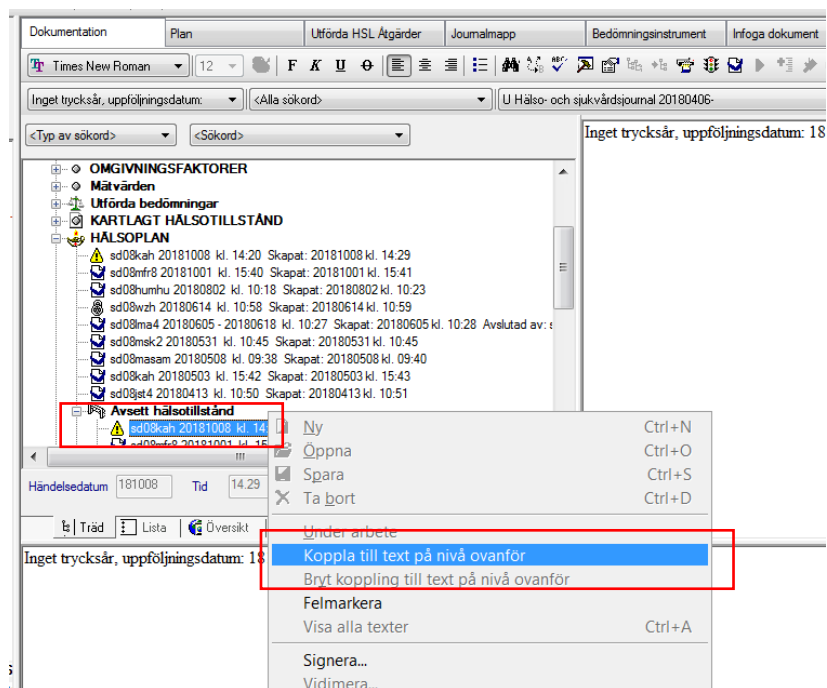 Dokumentation Plan Utförda HSL Åtgärder Journalmapp Bedömningsinstrument Infoga dokument
Times New Roman 12 F K U
Inget trycksår, uppföljningsdatum: <Alla sökord> U Hälso- och sjukvårdsjournal 20180406-
<Typ av sökord> <Sökord>
Inget trycksår, uppföljningsdatum: 18
OMGIVNINGSFAKTORER
Mätvärden
Utförda bedömningar
KARTLAGT HÄLSOTILLSTÅND
HÄLSOPLAN
sd08kah 20181008 kl. 14:20 Skapat: 20181008 kl. 14:29
sd08mfr8 20181001 kl. 15:40 Skapat: 20181001 kl. 15:41
sd08humhu 20180802 kl. 10:18 Skapat: 20180802 kl. 10:23
sd08wzh 20180614 kl. 10:58 Skapat: 20180614 kl. 10:59
sd08lma4 20180605 - 20180618 kl. 10:27 Skapat: 20180605 kl. 10:28 Avslutad av:
sd08msk2 20180531 kl. 10:45 Skapat: 20180531 kl. 10:45
sd08masam 20180508 kl. 09:38 Skapat: 20180508 kl. 09:40
sd08kah 20180503 kl. 15:42 Skapat: 20180503 kl. 15:43
sd08jst4 20180413 kl. 10:50 Skapat: 20180413 kl. 10:51
Avsett hälsotillstånd
sd08kah 20181008 kl. 14:
sd08mfr8 20181001 kl. 15
Händelsedatum 181008 Tid 14.29
Träd Lista Översikt
Inget trycksår, uppföljningsdatum: 18
Ny Ctrl+N
Öppna Ctrl+O
Spara Ctrl+S
Ta bort Ctrl+D
Under arbete
Koppla till text på nivå ovanför
Bryt koppling till text på nivå ovanför
Felmarkera
Visa alla texter Ctrl+A
Signera...
Vidimera...